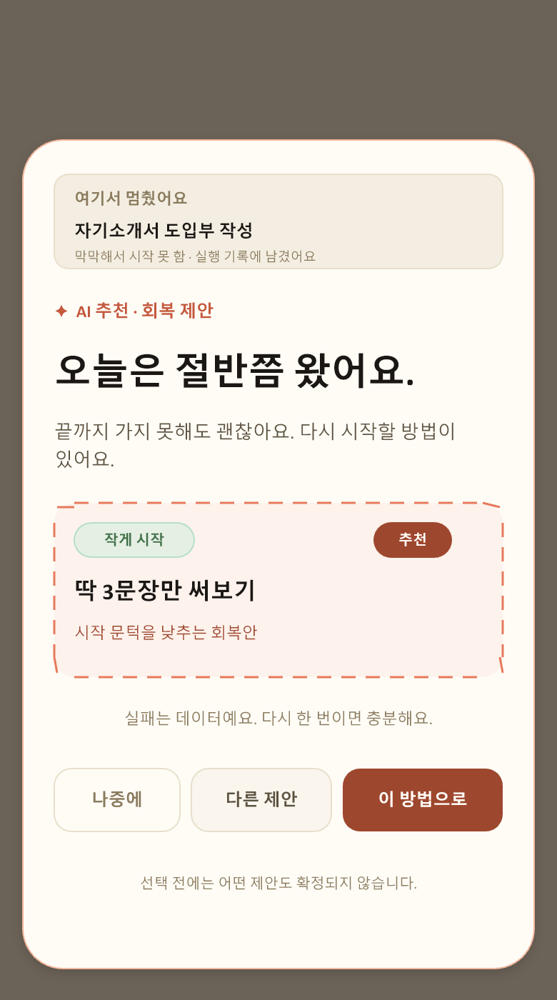 여기서 멈췄어요
자기소개서 도입부 작성
막막해서 시작 못 함 · 실행 기록에 남겼어요
✦ AI 추천 · 회복 제안
오늘은 절반쯤 왔어요.
끝까지 가지 못해도 괜찮아요. 다시 시작할 방법이
있어요.
작게 시작
추천
딱 3문장만 써보기
시작 문턱을 낮추는 회복안
실패는 데이터예요. 다시 한 번이면 충분해요.
나중에
다른 제안
이 방법으로
선택 전에는 어떤 제안도 확정되지 않습니다.